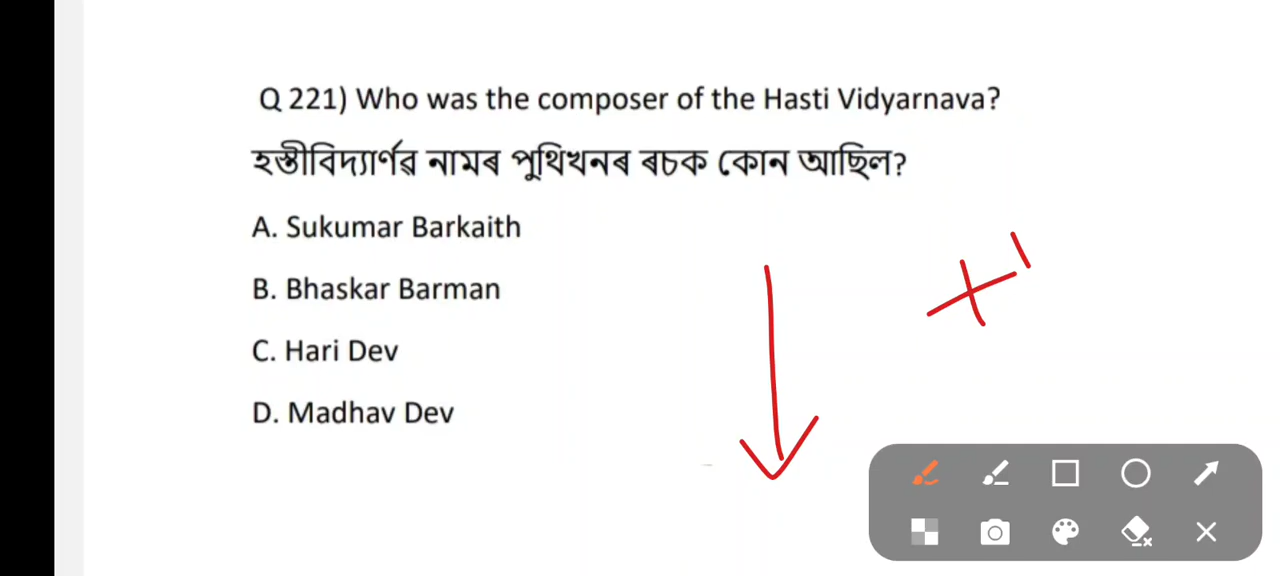 Q 221) Who was the composer of the Hasti Vidyarnava?
হস্তীবিদ্যাৰ্ণৱ নামৰ পুথিখনৰ ৰচক কোন আছিল?
A. Sukumar Barkaith
B. Bhaskar Barman
C. Hari Dev
D. Madhav Dev